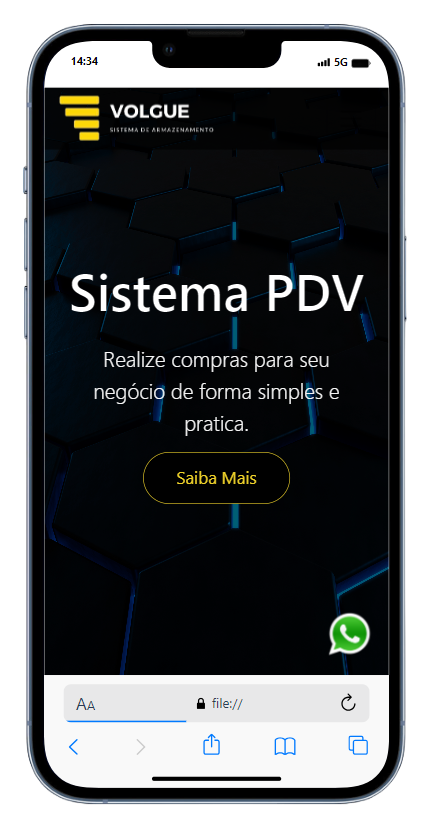 14:34
5G
VOLGUE
SISTEMA DE ARMAZENAMENTO
Sistema PDV
Realize compras para seu
negócio de forma simples e
pratica.
Saiba Mais
AA
file://